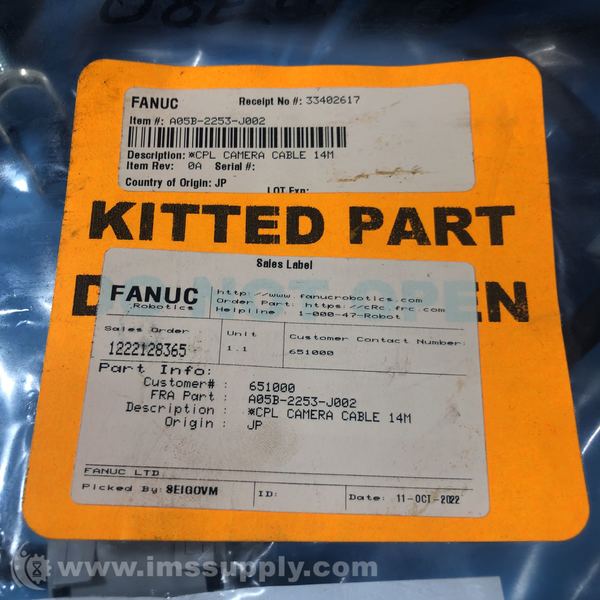 FANUC Receipt No #: 33402617
Item #: A05B-2253-J002
Description: *CPL CAMERA CABLE 14M
Item Rev: 0A Serial #:
Country of Origin: JP
LOT Exp:
KITTED PART
DO NOT OPEN
Sales Label
FANUC
Robotics
http://www.fanucrobotics.com
Order Part: https://cRc.frc.com
Helpline 1-000-47-Robot
Sales Order
1222128365
Unit
1.1
Customer Contact Number:
651000
Part Info:
Customer# : 651000
FRA Part : A05B-2253-J002
Description : *CPL CAMERA CABLE 14M
Origin : JP
FANUC LTD.
Picked By: SEIGOVM ID: Date: 11-OCT-2022
www.imssupply.com